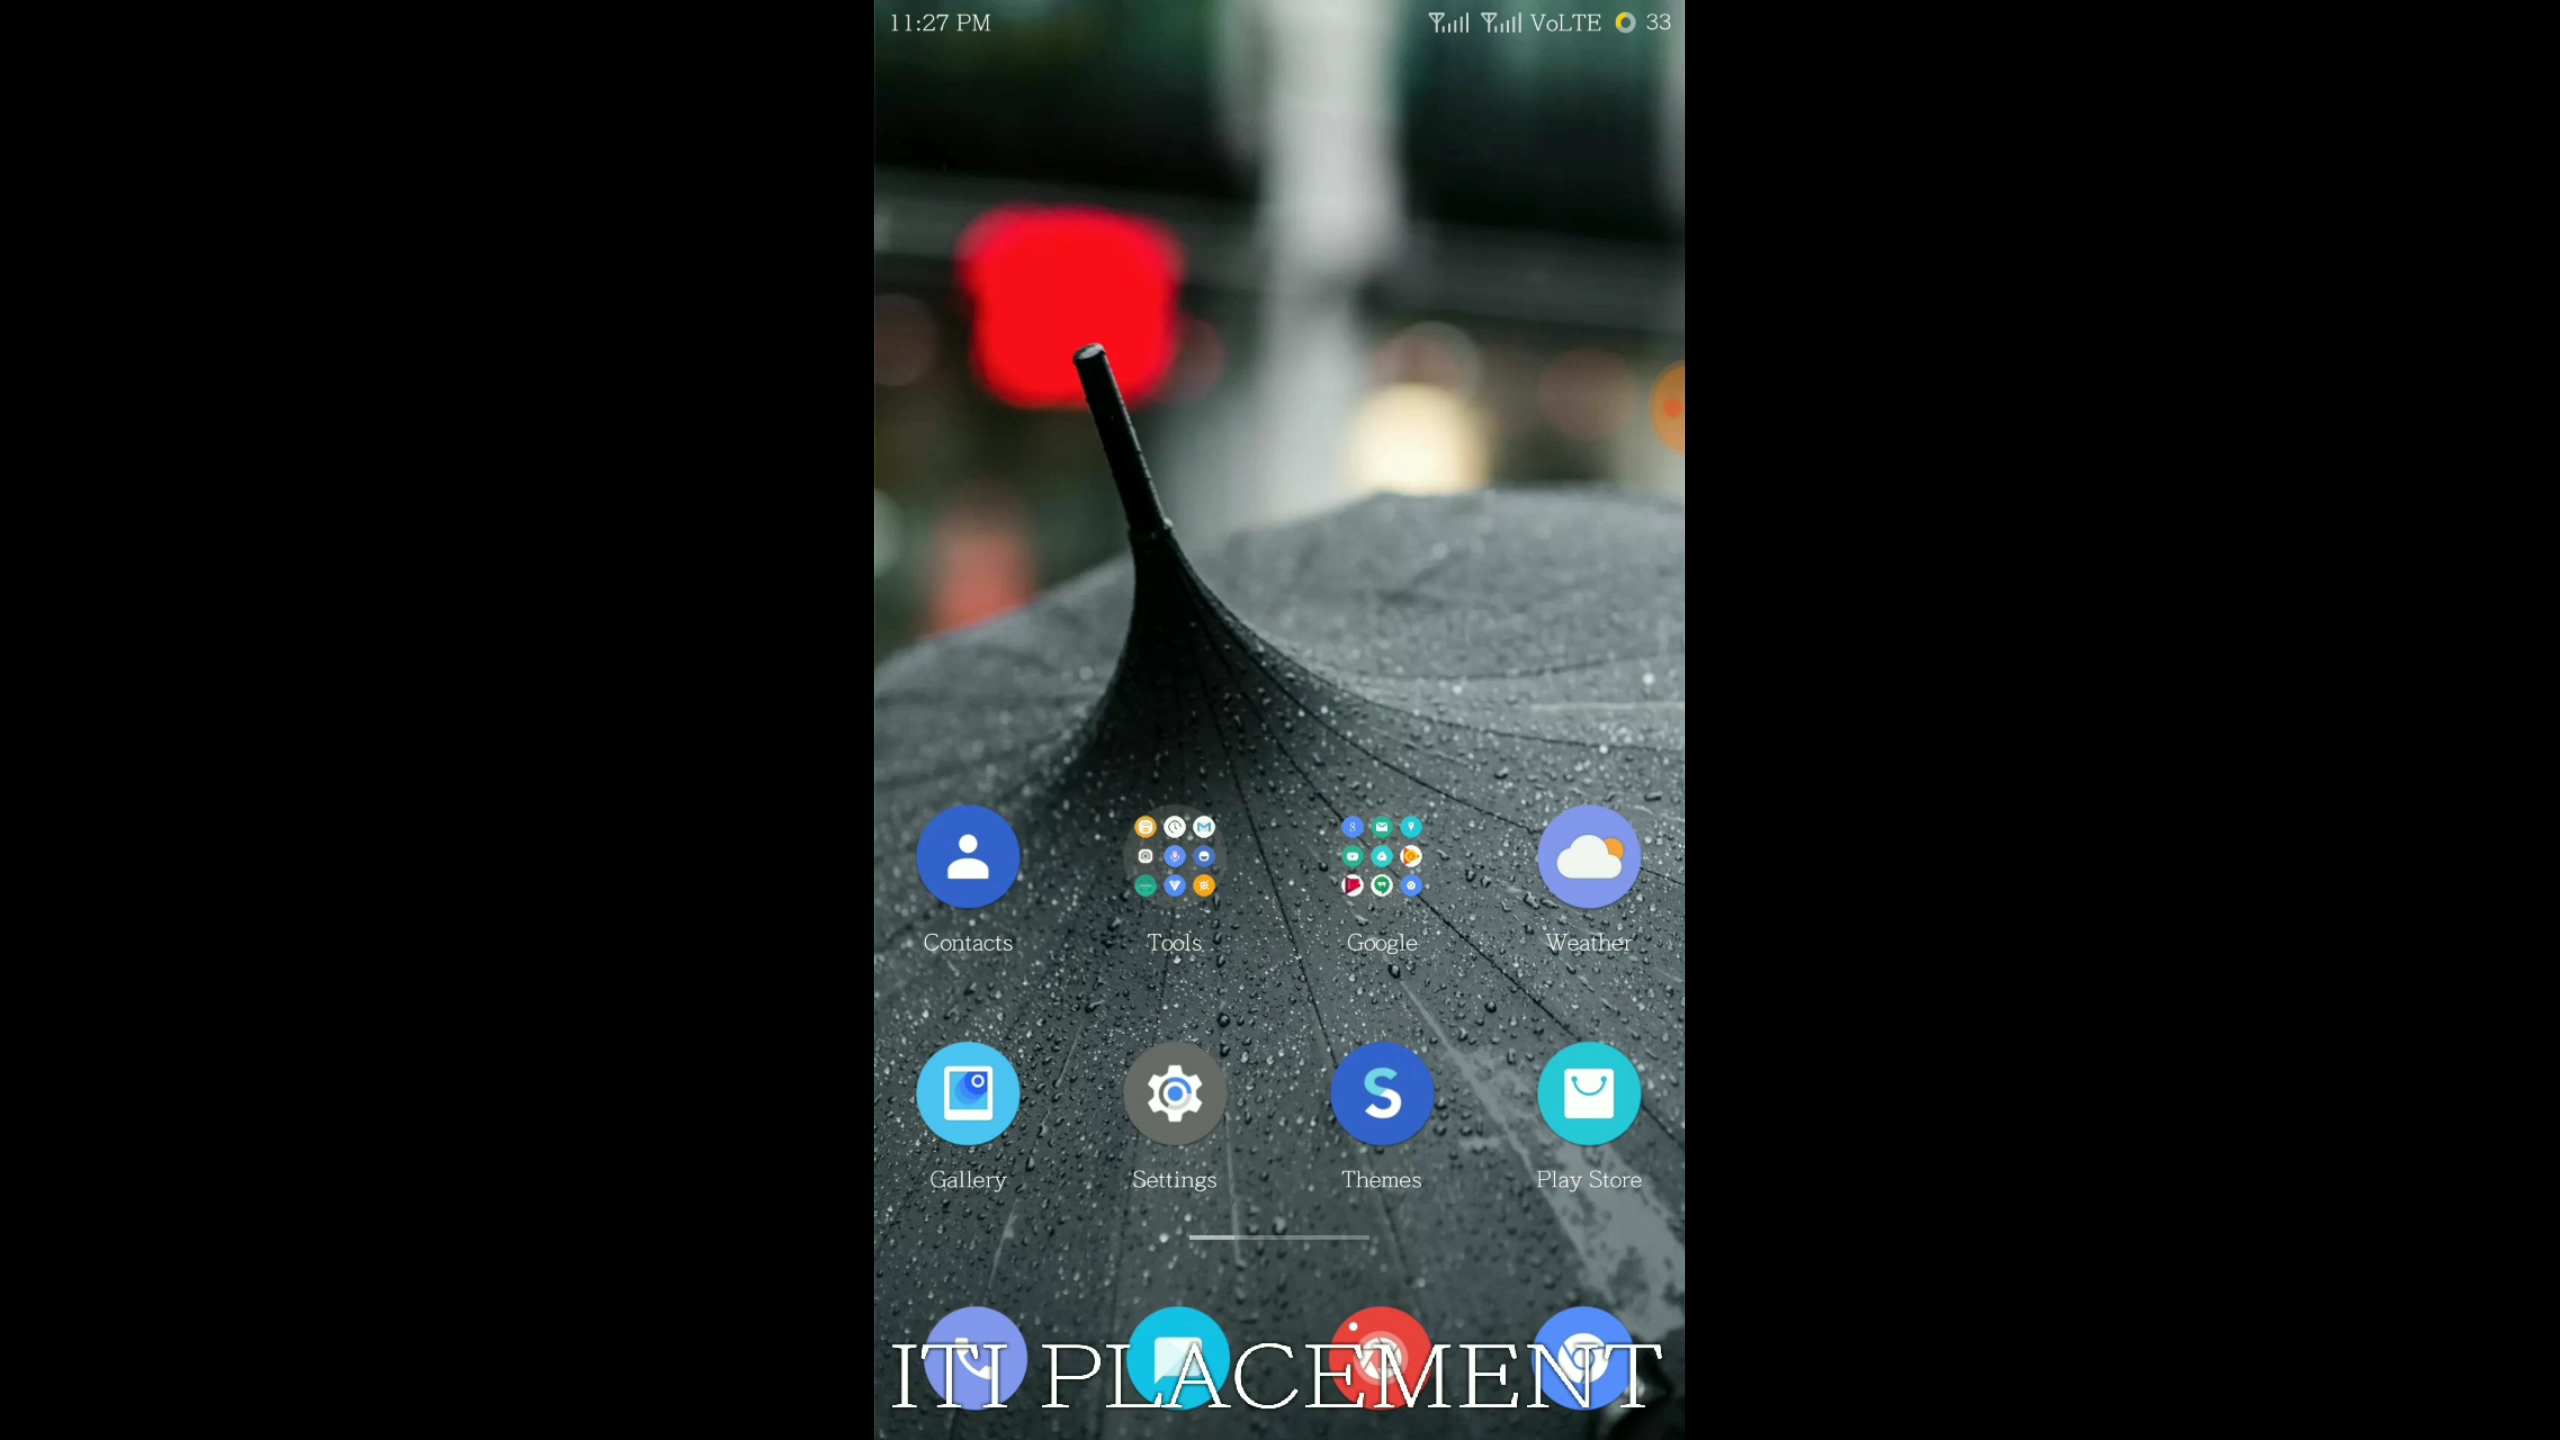 11:27 PM VoLTE 33
Contacts Tools Google Weather
Gallery Settings Themes Play Store
ITI PLACEMENT